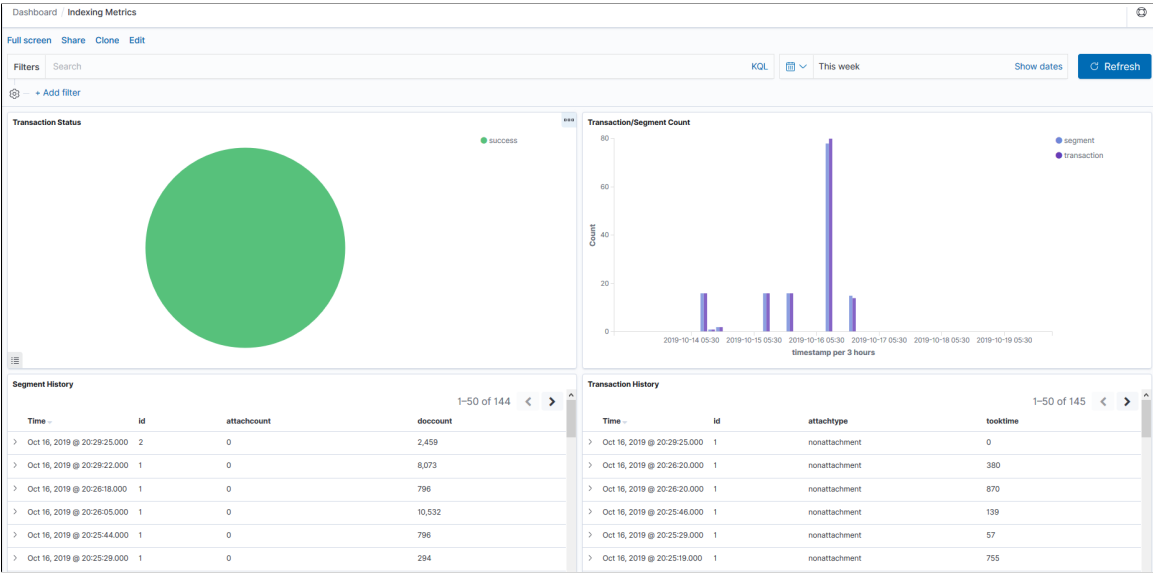 Dashboard / Indexing Metrics
Full screen Share Clone Edit
Filters Search KQL This week Show dates Refresh
+ Add filter
Transaction Status
success
Transaction/Segment Count
segment
transaction
Count
80
60
40
20
0
2019-10-14 05:30 2019-10-15 05:30 2019-10-16 05:30 2019-10-17 05:30 2019-10-18 05:30 2019-10-19 05:30
timestamp per 3 hours
Segment History
1–50 of 144
Time id attachcount doccount
Oct 16, 2019 @ 20:29:25.000 2 0 2,459
Oct 16, 2019 @ 20:29:22.000 1 0 8,073
Oct 16, 2019 @ 20:26:18.000 1 0 796
Oct 16, 2019 @ 20:26:05.000 1 0 10,532
Oct 16, 2019 @ 20:25:44.000 1 0 796
Oct 16, 2019 @ 20:25:29.000 1 0 294
Transaction History
1–50 of 145
Time id attachtype tooktime
Oct 16, 2019 @ 20:29:25.000 1 nonattachment 0
Oct 16, 2019 @ 20:26:20.000 1 nonattachment 380
Oct 16, 2019 @ 20:26:20.000 1 nonattachment 870
Oct 16, 2019 @ 20:25:46.000 1 nonattachment 139
Oct 16, 2019 @ 20:25:29.000 1 nonattachment 57
Oct 16, 2019 @ 20:25:19.000 1 nonattachment 755